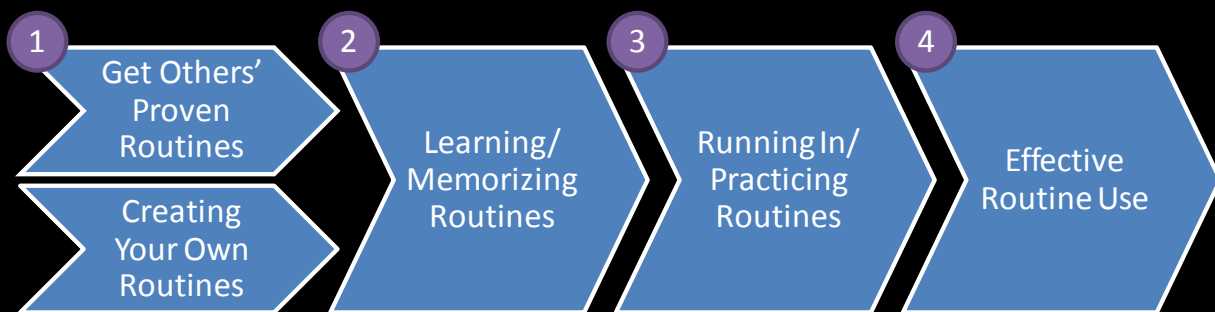 1
Get Others’
Proven
Routines
Creating
Your Own
Routines
2
Learning/
Memorizing
Routines
3
Running In/
Practicing
Routines
4
Effective
Routine Use